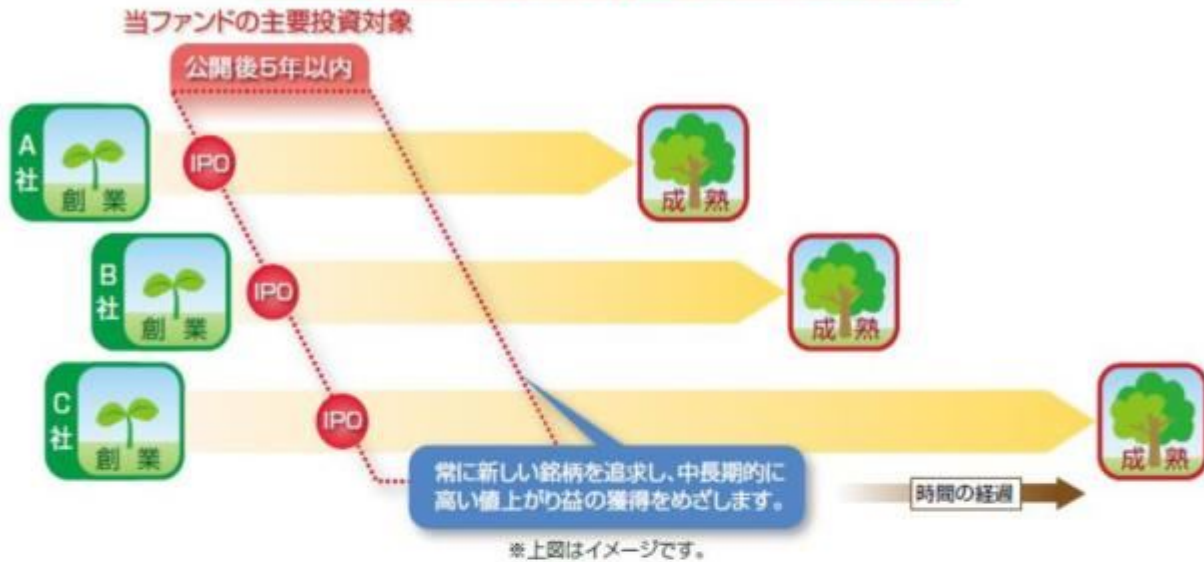 当ファンドの主要投資対象
公開後5年以内
A社
創業
IPO
成熟
B社
創業
IPO
成熟
C社
創業
IPO
成熟
常に新しい銘柄を追求し、中長期的に
高い値上がり益の獲得をめざします。
時間の経過
※上図はイメージです。